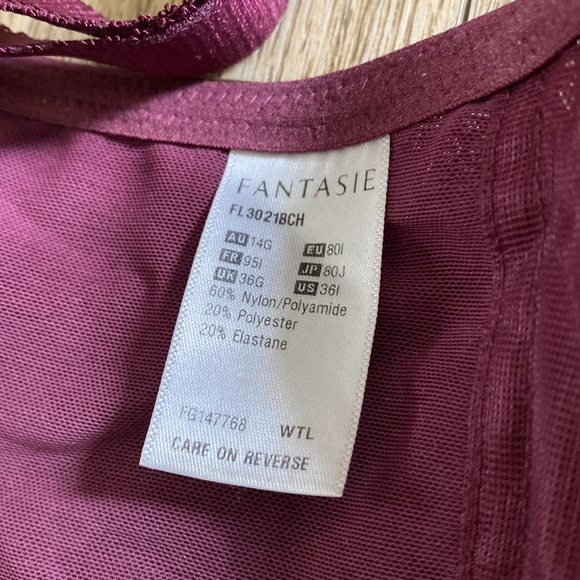 FANTASIE
FL3021BCH
AU 14G EU 80I
FR 95I JP 80J
UK 36G US 36I
60% Nylon/Polyamide
20% Polyester
20% Elastane
FG147768 WTL
CARE ON REVERSE